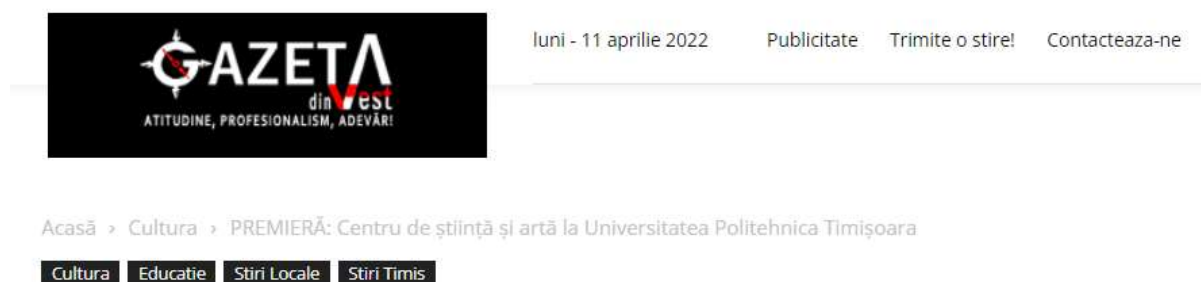 GAZETA
din Vest
ATITUDINE, PROFESIONALISM, ADEVĂR!
luni - 11 aprilie 2022 Publicitate Trimite o stire! Contacteaza-ne
Acasă › Cultura › PREMIERĂ: Centru de știință și artă la Universitatea Politehnica Timișoara
Cultura Educatie Stiri Locale Stiri Timis